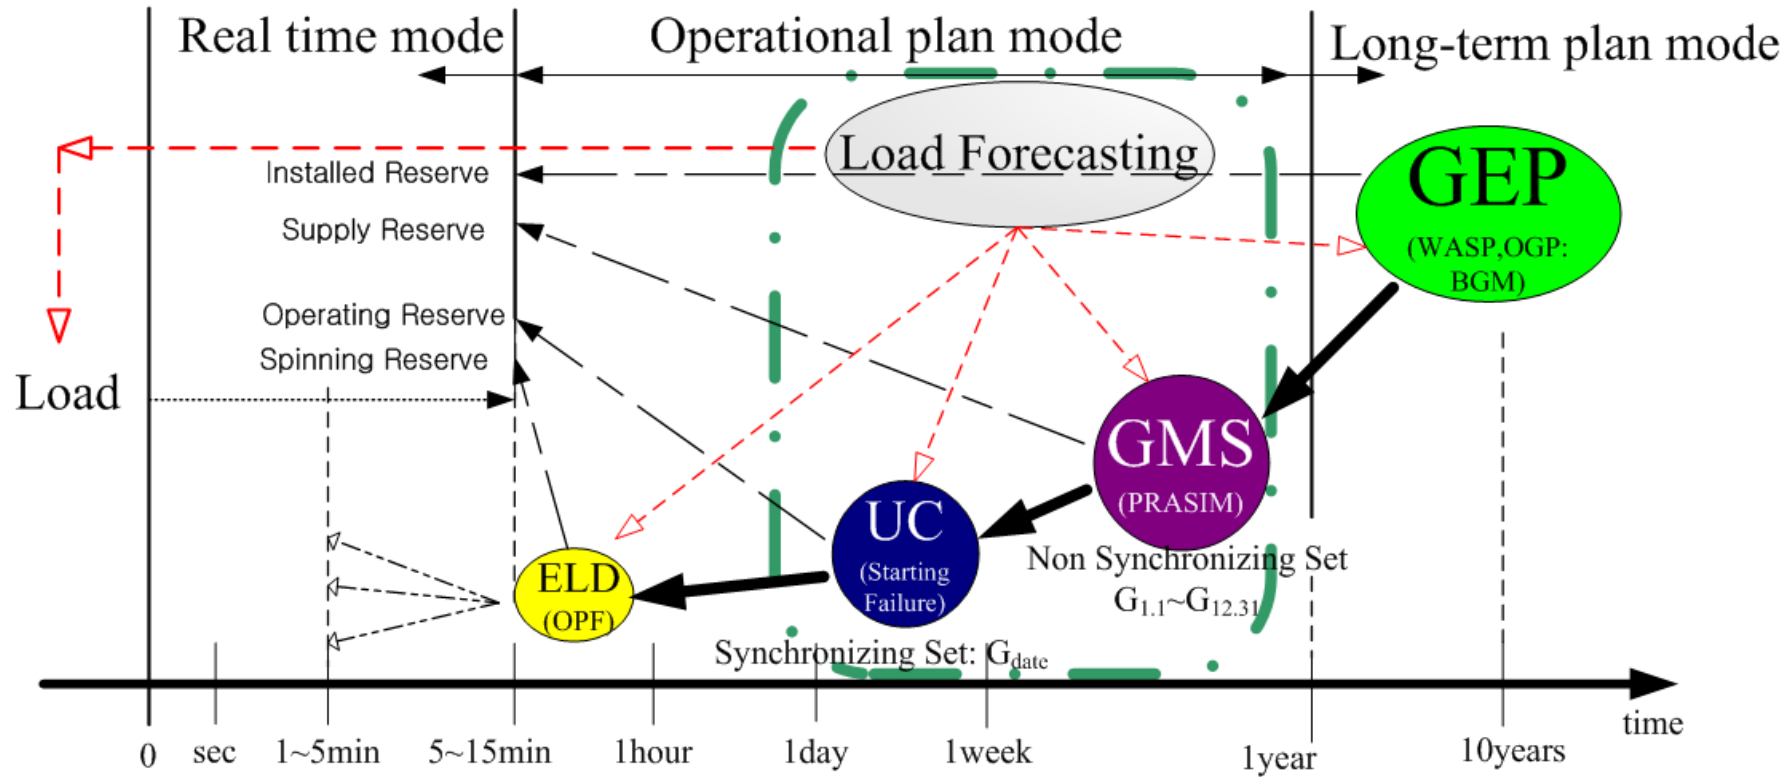 Real time mode
Operational plan mode
Long-term plan mode
Load Forecasting
GEP
(WASP,OGP:
BGM)
Installed Reserve
Supply Reserve
Operating Reserve
Spinning Reserve
Load
GMS
(PRASIM)
UC
(Starting
Failure)
ELD
(OPF)
Non Synchronizing Set
G1.1~G12.31
Synchronizing Set: Gdate
time
0
sec
1~5min
5~15min
1hour
1day
1week
1year
10years